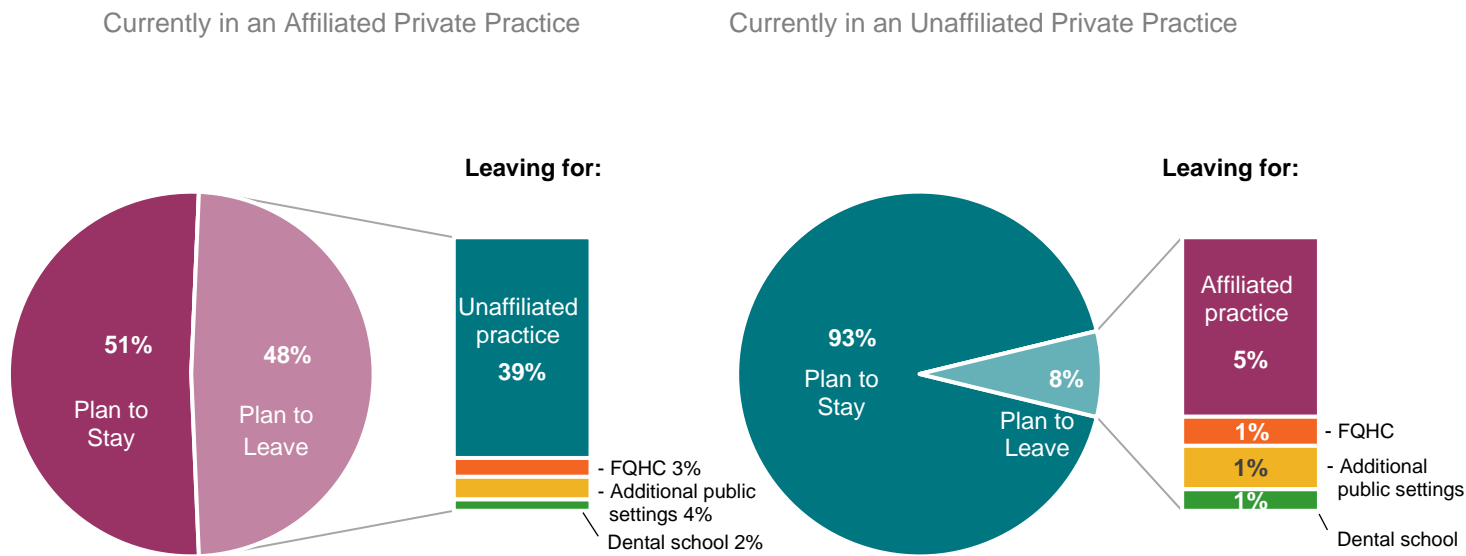 Currently in an Affiliated Private Practice
Currently in an Unaffiliated Private Practice
Leaving for:
51%
Plan to
Stay
48%
Plan to
Leave
Unaffiliated
practice
39%
- FQHC 3%
- Additional public
settings 4%
Dental school 2%
Leaving for:
93%
Plan to
Stay
8%
Plan to
Leave
Affiliated
practice
5%
1%
- FQHC
1%
- Additional
public settings
1%
Dental school